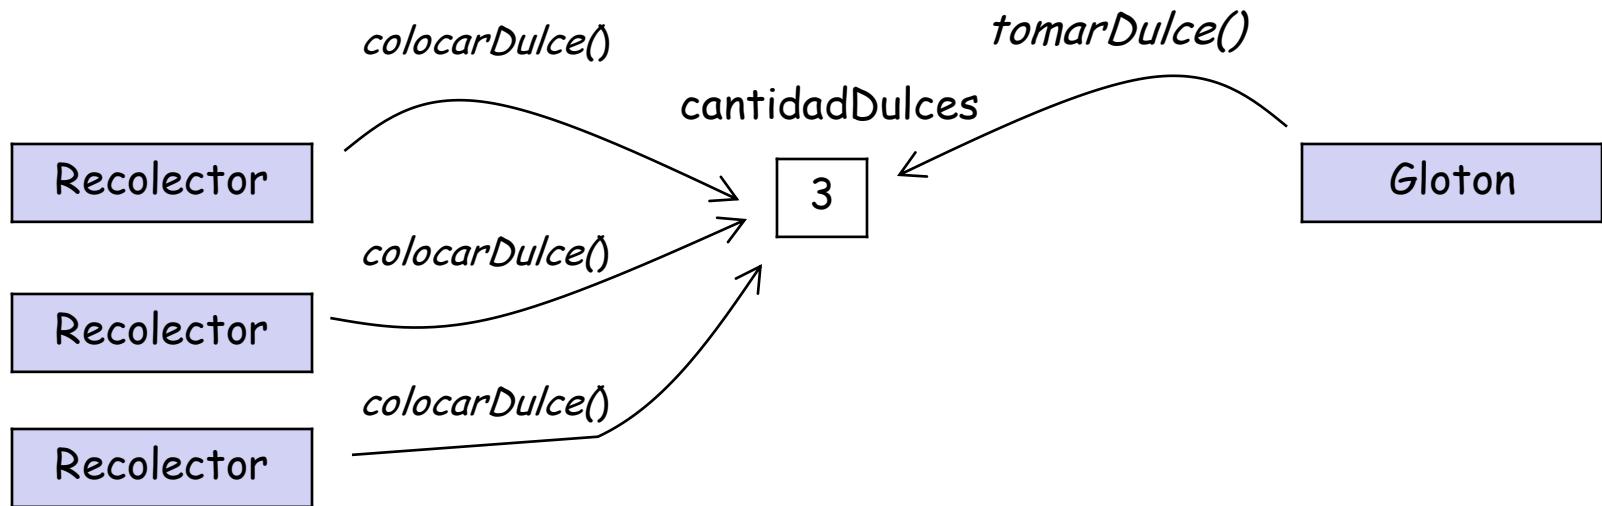 colocarDulce()
tomarDulce()
cantidadDulces
Recolector
3
Gloton
colocarDulce()
Recolector
colocarDulce()
Recolector